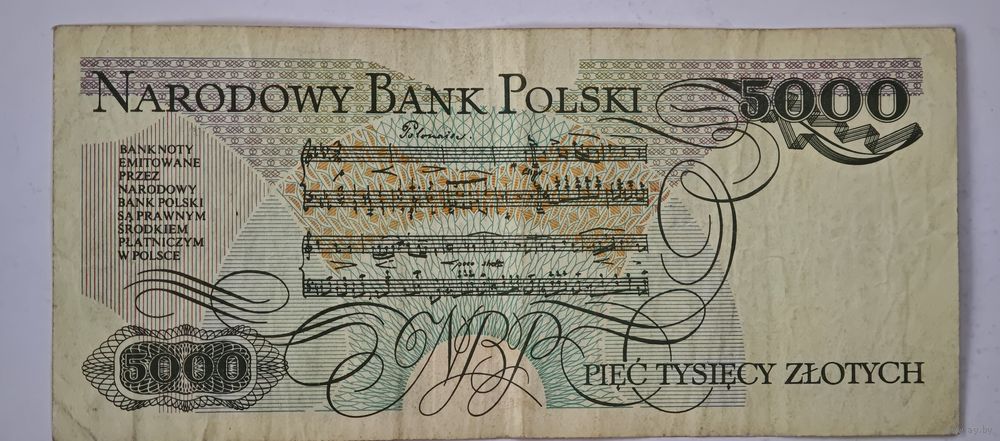 NARODOWY BANK POLSKI
5000
Polonaise.
BANKNOTY
EMITOWANE
PRZEZ
NARODOWY
BANK POLSKI
SĄ PRAWNYM
ŚRODKIEM
PŁATNICZYM
W POLSCE
NBP
5000
PIĘĆ TYSIĘCY ZŁOTYCH